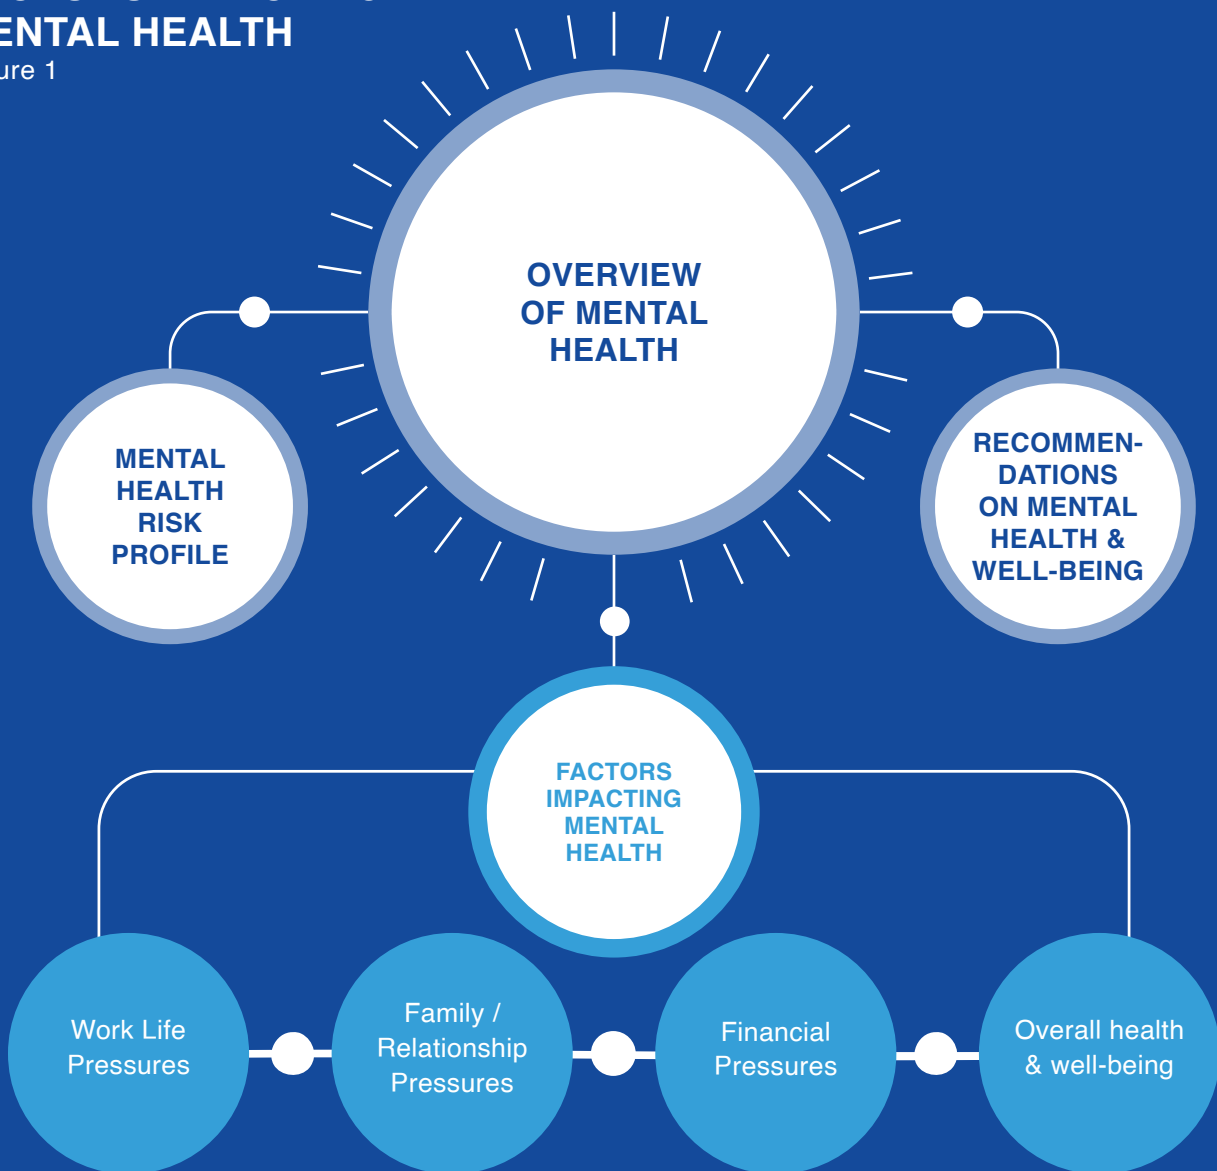 ENTAL HEALTH
ure 1
OVERVIEW
OF MENTAL
HEALTH
MENTAL
HEALTH
RISK
PROFILE
RECOMMEN-
DATIONS
ON MENTAL
HEALTH &
WELL-BEING
FACTORS
IMPACTING
MENTAL
HEALTH
Work Life
Pressures
Family /
Relationship
Pressures
Financial
Pressures
Overall health
& well-being